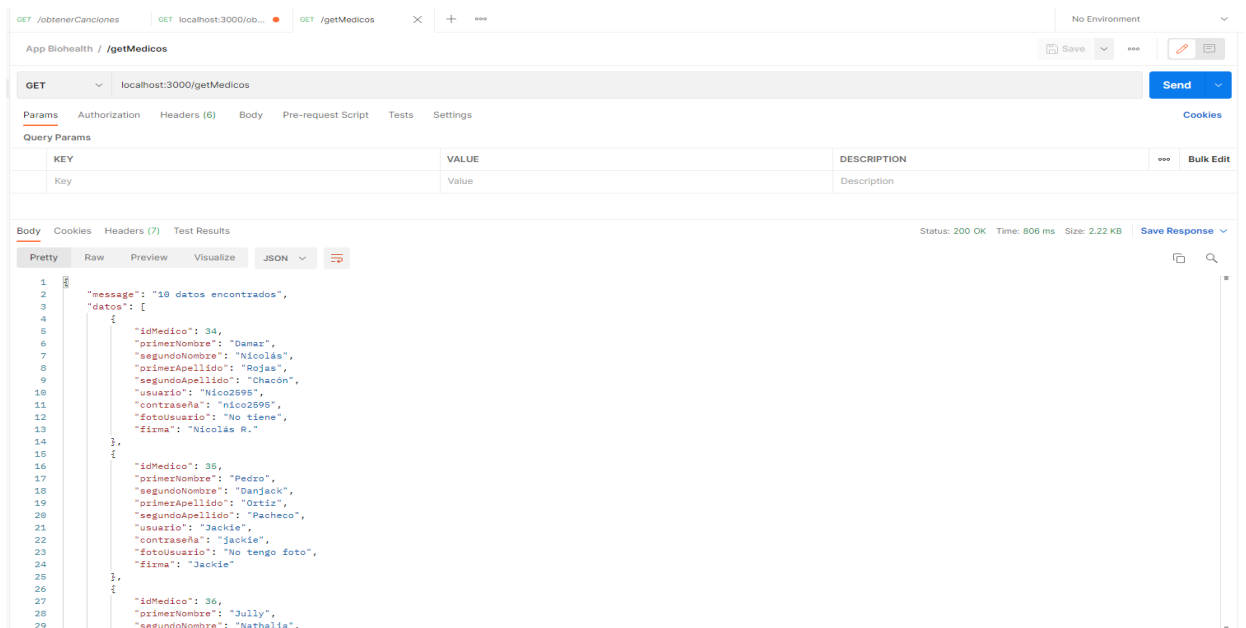 GET /obtenerCanciones GET localhost:3000/ob... GET /getMedicos No Environment
App Biohealth / /getMedicos Save
GET localhost:3000/getMedicos Send
Params Authorization Headers (6) Body Pre-request Script Tests Settings Cookies
Query Params
KEY VALUE DESCRIPTION Bulk Edit
Key Value Description
Body Cookies Headers (7) Test Results Status: 200 OK Time: 806 ms Size: 2.22 KB Save Response
Pretty Raw Preview Visualize JSON
1 {
2 "message": "10 datos encontrados",
3 "datos": [
4 {
5 "idMedico": 34,
6 "primerNombre": "Damar",
7 "segundoNombre": "Nicolás",
8 "primerApellido": "Rojas",
9 "segundoApellido": "Chacón",
10 "usuario": "Nico2595",
11 "contraseña": "nico2595",
12 "fotoUsuario": "No tiene",
13 "firma": "Nicolás R."
14 },
15 {
16 "idMedico": 35,
17 "primerNombre": "Pedro",
18 "segundoNombre": "Danjack",
19 "primerApellido": "Ortiz",
20 "segundoApellido": "Pacheco",
21 "usuario": "Jackie",
22 "contraseña": "jackie",
23 "fotoUsuario": "No tengo foto",
24 "firma": "Jackie"
25 },
26 {
27 "idMedico": 36,
28 "primerNombre": "Jully",
29 "segundoNombre": "Nathalia",